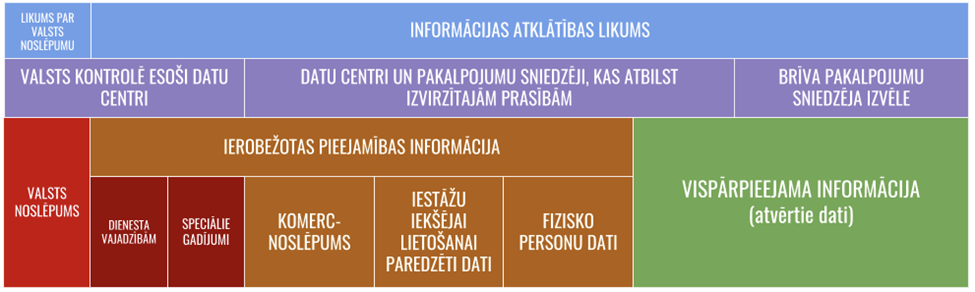 LIKUMS PAR
VALSTS
NOSLĒPUMU
INFORMĀCIJAS ATKLĀTĪBAS LIKUMS
VALSTS KONTROLĒ ESOŠI DATU
CENTRI
DATU CENTRI UN PAKALPOJUMU SNIEDZĒJI, KAS ATBILST
IZVIRZĪTAJĀM PRASĪBĀM
BRĪVA PAKALPOJUMU
SNIEDZĒJA IZVĒLE
VALSTS
NOSLĒPUMS
IEROBEŽOTAS PIEEJAMĪBAS INFORMĀCIJA
DIENESTA
VAJADZĪBĀM
SPECIĀLIE
GADĪJUMI
KOMERC-
NOSLĒPUMS
IESTĀŽU
IEKŠĒJAI
LIETOŠANAI
PAREDZĒTI DATI
FIZISKO
PERSONU DATI
VISPĀRPIEEJAMA INFORMĀCIJA
(atvērtie dati)